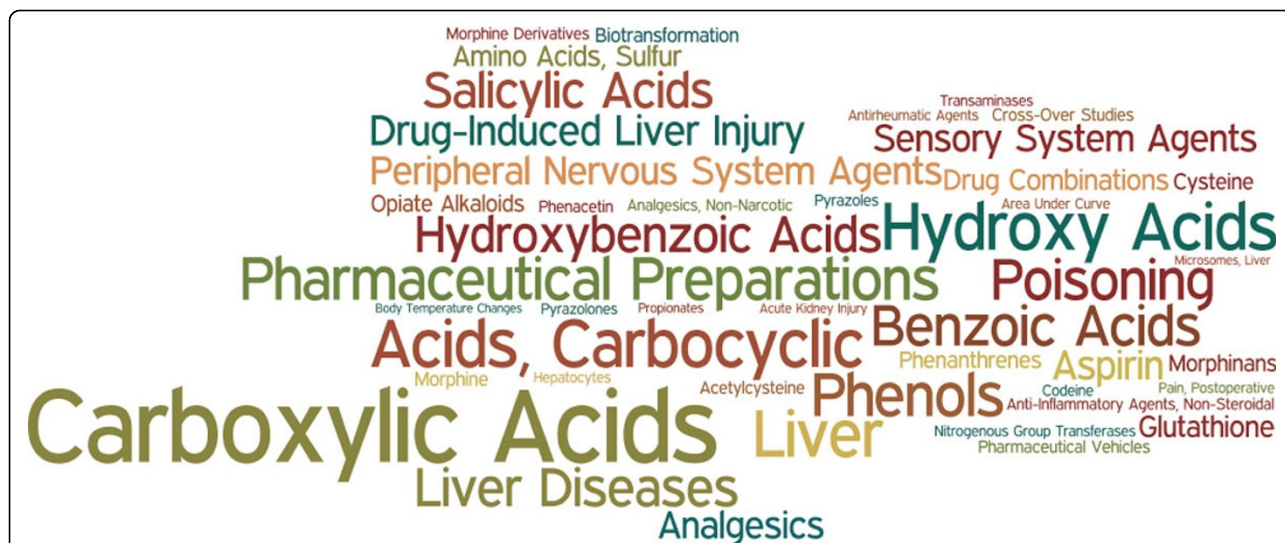 Morphine Derivatives Biotransformation
Amino Acids, Sulfur
Salicylic Acids
Transaminases
Antirheumatic Agents Cross-Over Studies
Drug-Induced Liver Injury Sensory System Agents
Peripheral Nervous System Agents Drug Combinations Cysteine
Opiate Alkaloids Phenacetin Analgesics, Non-Narcotic Pyrazoles Area Under Curve
Hydroxybenzoic Acids Hydroxy Acids
Microsomes, Liver
Pharmaceutical Preparations Poisoning
Body Temperature Changes Pyrazolones Propionates Acute Kidney Injury
Acids, Carbocyclic Benzoic Acids
Phenanthrenes Aspirin Morphinans
Morphine Hepatocytes Acetylcysteine Phenols Codeine Pain, Postoperative
Anti-Inflammatory Agents, Non-Steroidal
Carboxylic Acids Liver Nitrogenous Group Transferases Glutathione
Pharmaceutical Vehicles
Liver Diseases
Analgesics